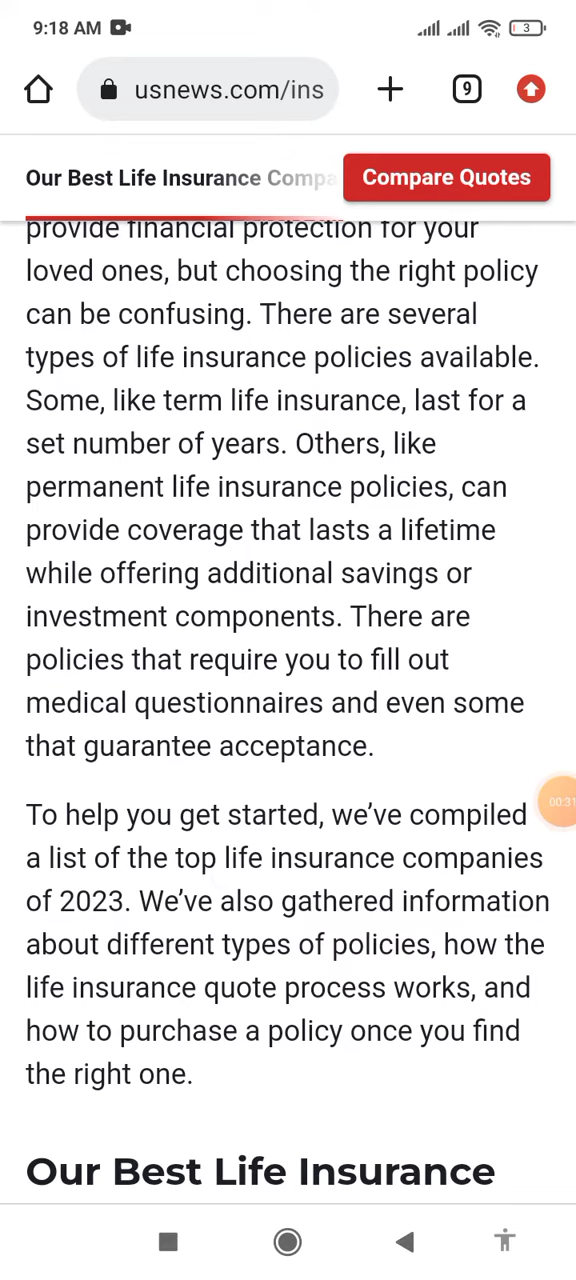 9:18 AM
3
usnews.com/ins
9
Our Best Life Insurance Compa
Compare Quotes
provide financial protection for your
loved ones, but choosing the right policy
can be confusing. There are several
types of life insurance policies available.
Some, like term life insurance, last for a
set number of years. Others, like
permanent life insurance policies, can
provide coverage that lasts a lifetime
while offering additional savings or
investment components. There are
policies that require you to fill out
medical questionnaires and even some
that guarantee acceptance.
00:31
To help you get started, we’ve compiled
a list of the top life insurance companies
of 2023. We’ve also gathered information
about different types of policies, how the
life insurance quote process works, and
how to purchase a policy once you find
the right one.
Our Best Life Insurance